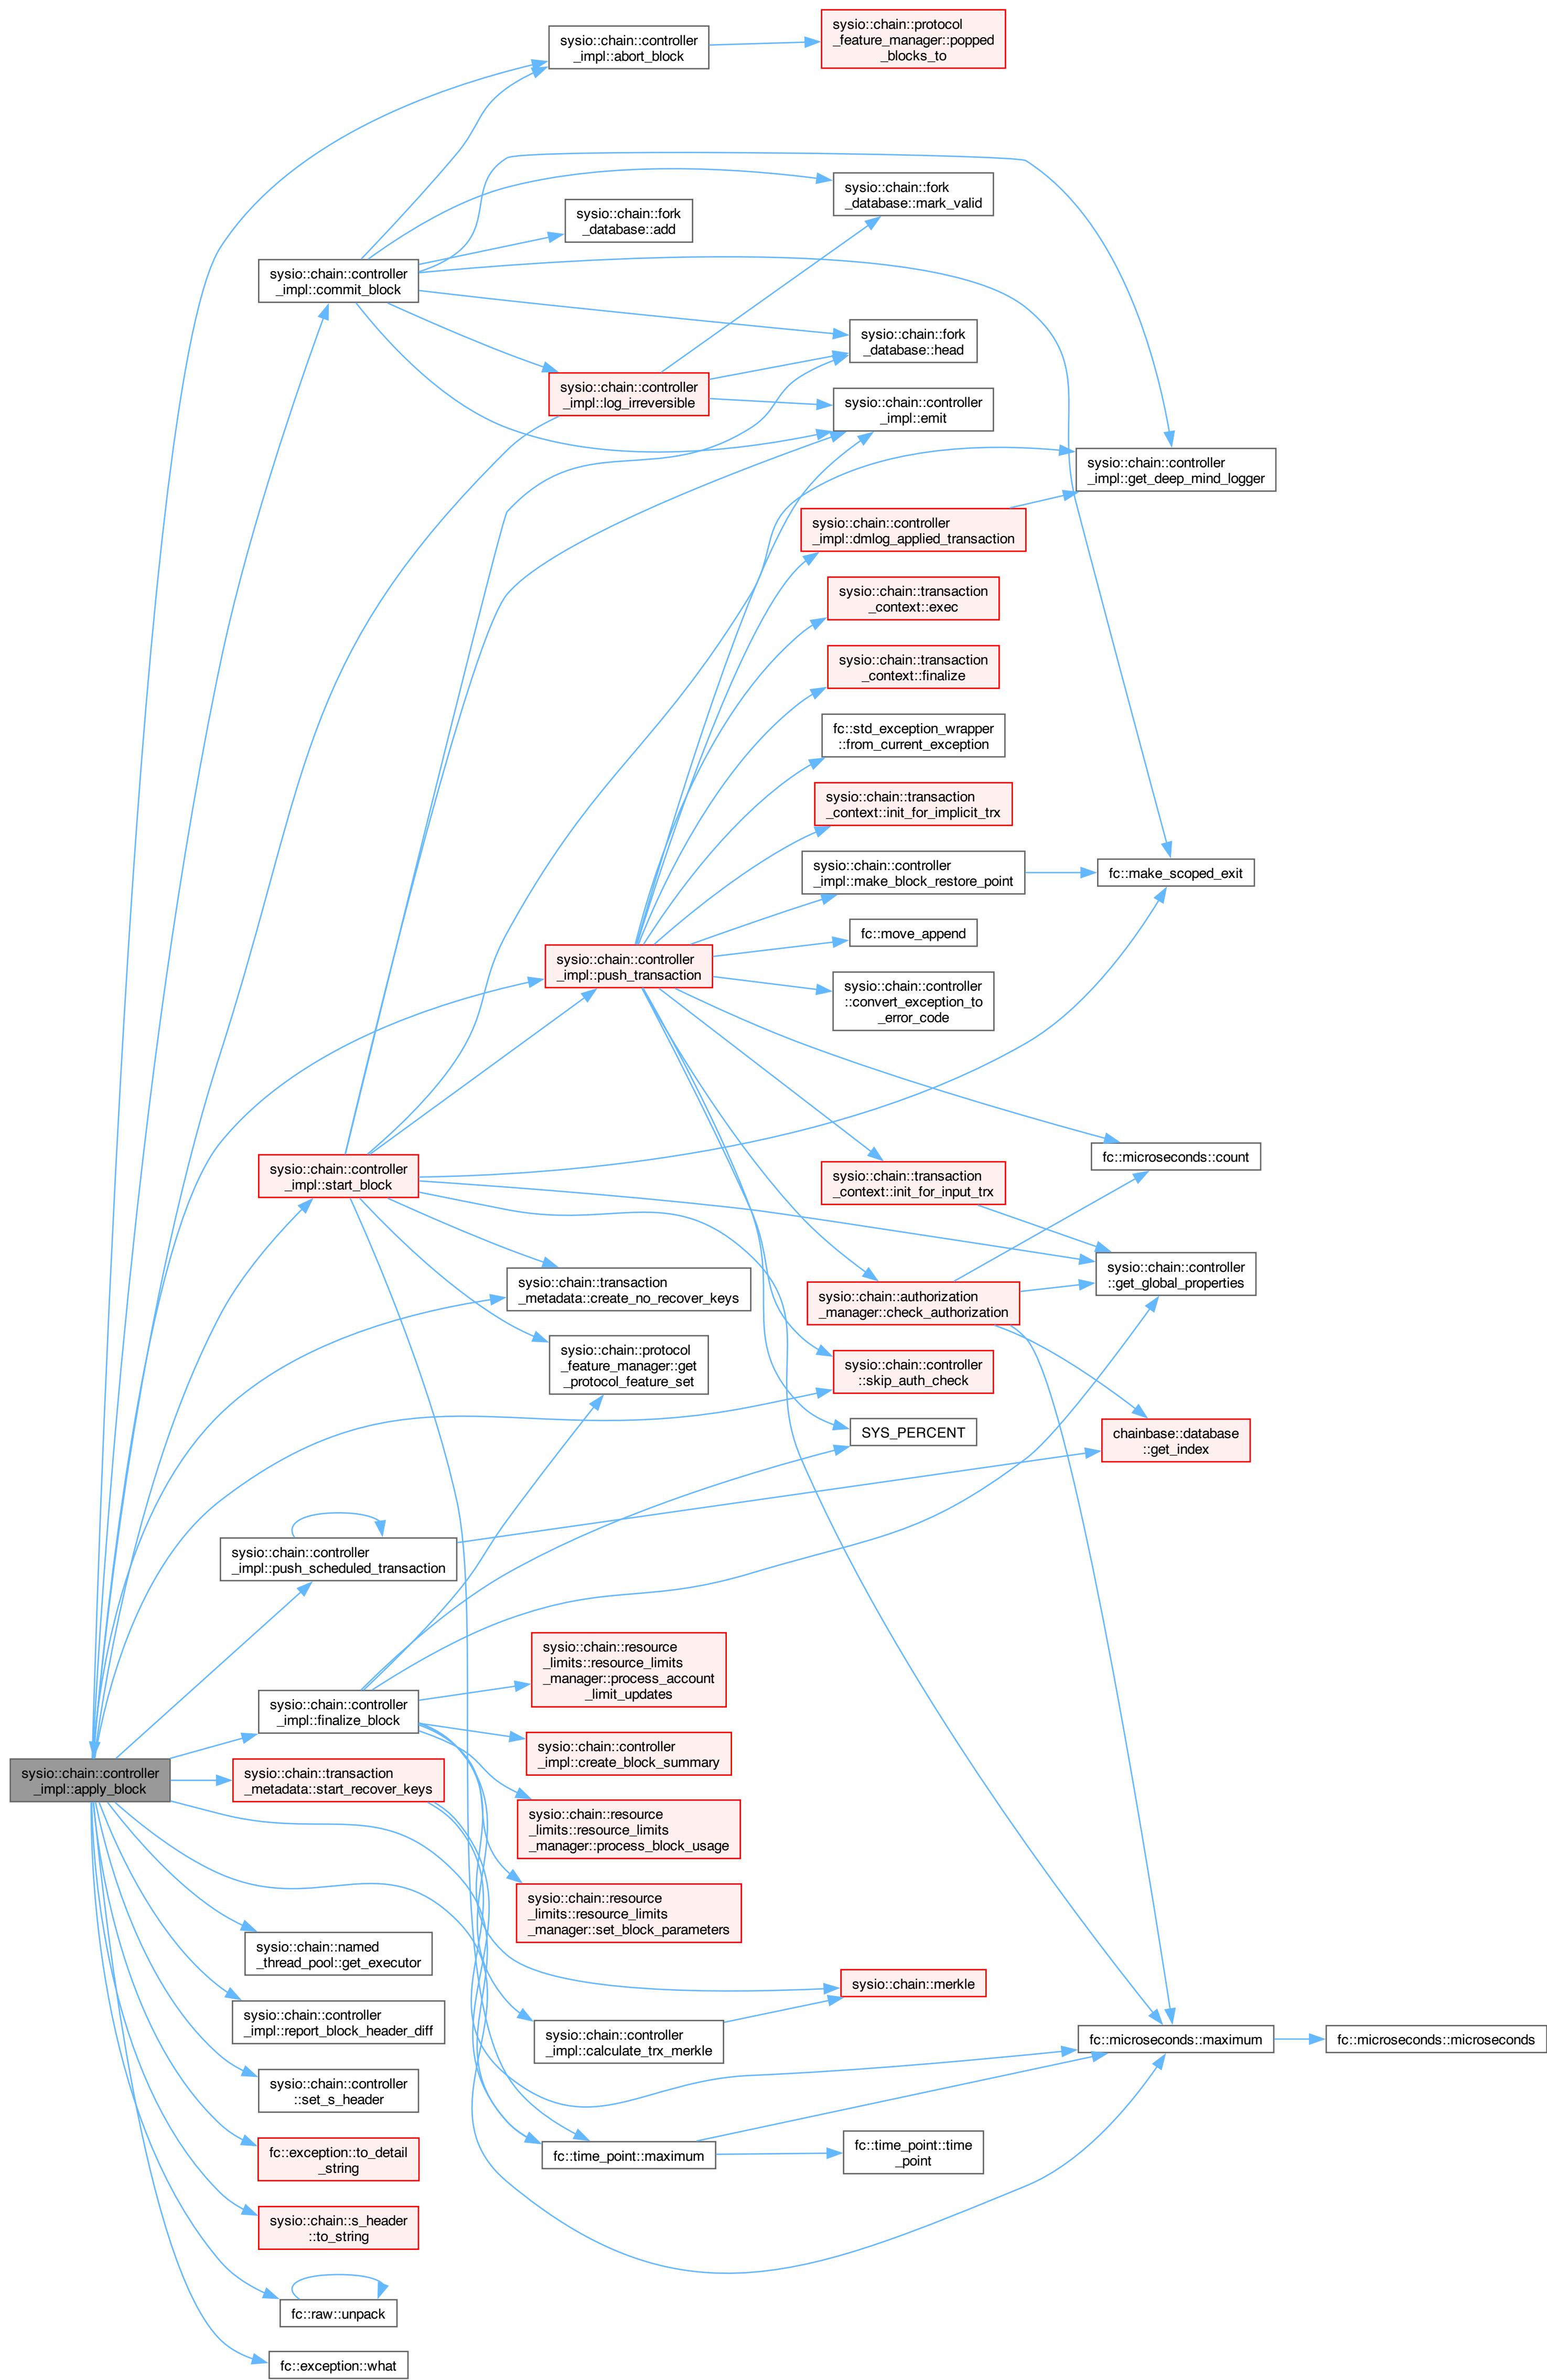 sysio::chain::protocol
_feature_manager::popped
_blocks_to
sysio::chain::controller
_impl::abort_block
sysio::chain::fork
_database::mark_valid
sysio::chain::fork
_database::add
sysio::chain::controller
_impl::commit_block
sysio::chain::fork
_database::head
sysio::chain::controller
_impl::log_irreversible
sysio::chain::controller
_impl::emit
sysio::chain::controller
_impl::get_deep_mind_logger
sysio::chain::controller
_impl::dmlog_applied_transaction
sysio::chain::transaction
_context::exec
sysio::chain::transaction
_context::finalize
fc::std_exception_wrapper
::from_current_exception
sysio::chain::transaction
_context::init_for_implicit_trx
sysio::chain::controller
_impl::make_block_restore_point
fc::make_scoped_exit
fc::move_append
sysio::chain::controller
_impl::push_transaction
sysio::chain::controller
::convert_exception_to
_error_code
fc::microseconds::count
sysio::chain::controller
_impl::start_block
sysio::chain::transaction
_context::init_for_input_trx
sysio::chain::controller
::get_global_properties
sysio::chain::transaction
_metadata::create_no_recover_keys
sysio::chain::authorization
_manager::check_authorization
sysio::chain::protocol
_feature_manager::get
_protocol_feature_set
sysio::chain::controller
::skip_auth_check
SYS_PERCENT
chainbase::database
::get_index
sysio::chain::controller
_impl::push_scheduled_transaction
sysio::chain::resource
_limits::resource_limits
_manager::process_account
_limit_updates
sysio::chain::controller
_impl::finalize_block
sysio::chain::controller
_impl::create_block_summary
sysio::chain::controller
_impl::apply_block
sysio::chain::transaction
_metadata::start_recover_keys
sysio::chain::resource
_limits::resource_limits
_manager::process_block_usage
sysio::chain::resource
_limits::resource_limits
_manager::set_block_parameters
sysio::chain::named
_thread_pool::get_executor
sysio::chain::merkle
sysio::chain::controller
_impl::report_block_header_diff
sysio::chain::controller
_impl::calculate_trx_merkle
fc::microseconds::maximum
fc::microseconds::microseconds
sysio::chain::controller
::set_s_header
fc::exception::to_detail
_string
fc::time_point::maximum
fc::time_point::time
_point
sysio::chain::s_header
::to_string
fc::raw::unpack
fc::exception::what